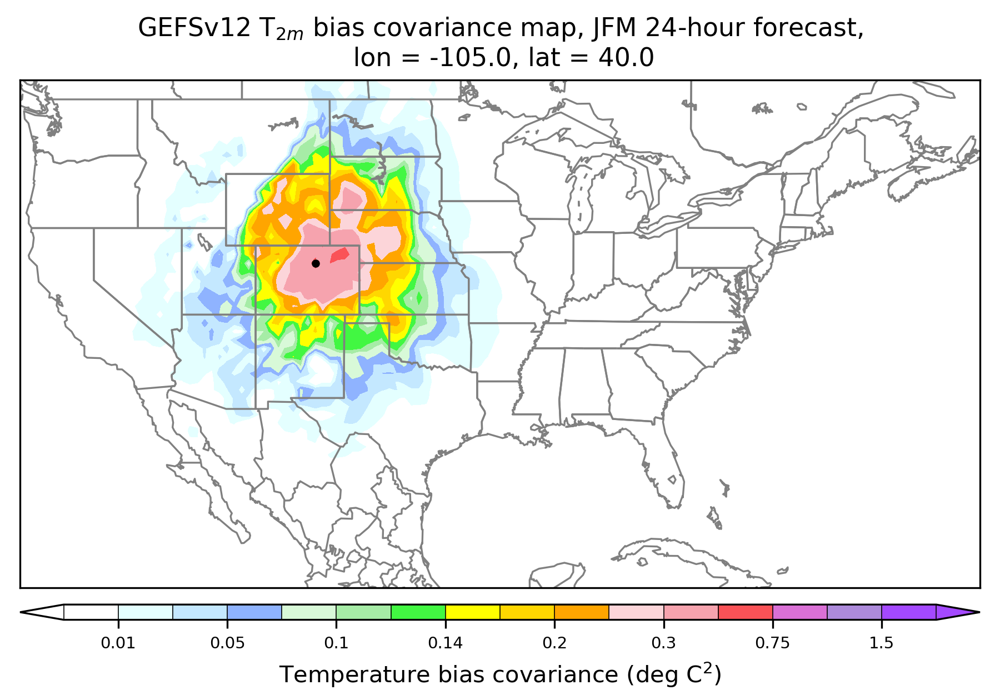 GEFSv12 T2m bias covariance map, JFM 24-hour forecast,
lon = -105.0, lat = 40.0
0.01 0.05 0.1 0.14 0.2 0.3 0.75 1.5
Temperature bias covariance (deg C²)